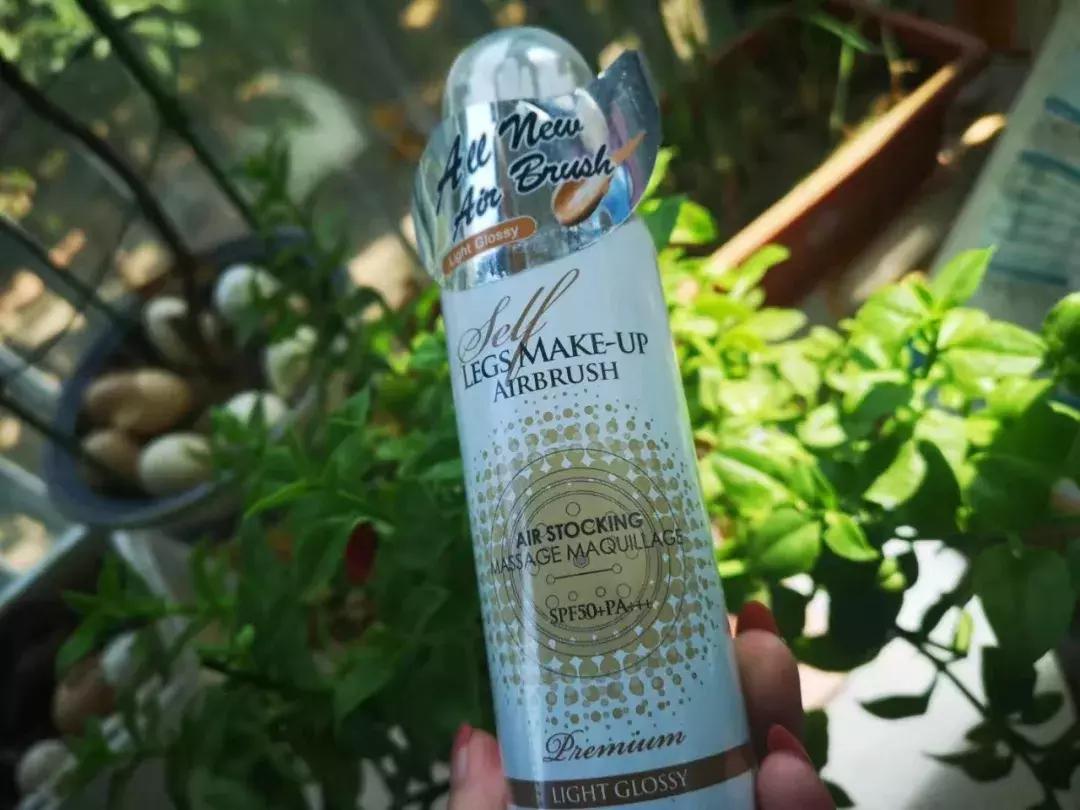 All New
Air Brush
Light Glossy
Self
LEGS MAKE-UP
AIRBRUSH
AIR STOCKING
MASSAGE MAQUILLAGE
SPF50+PA+++
Premium
LIGHT GLOSSY